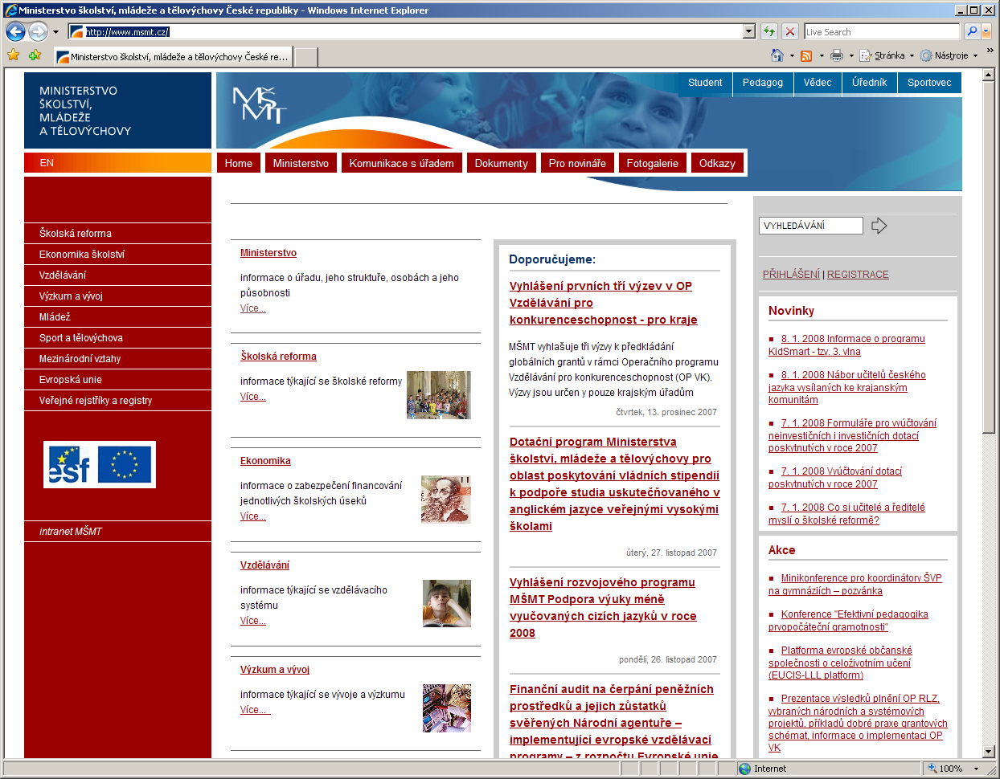 Ministerstvo školství, mládeže a tělovýchovy České republiky - Windows Internet Explorer
http://www.msmt.cz/
Live Search
Ministerstvo školství, mládeže a tělovýchovy České re...
Stránka
Nástroje
MINISTERSTVO
ŠKOLSTVÍ,
MLÁDEŽE
A TĚLOVÝCHOVY
MŠMT
Student
Pedagog
Vědec
Úředník
Sportovec
EN
Home
Ministerstvo
Komunikace s úřadem
Dokumenty
Pro novináře
Fotogalerie
Odkazy
Školská reforma
Ekonomika školství
Vzdělávání
Výzkum a vývoj
Mládež
Sport a tělovýchova
Mezinárodní vztahy
Evropská unie
Veřejné rejstříky a registry
esf
intranet MŠMT
Ministerstvo
informace o úřadu, jeho struktuře, osobách a jeho
působnosti
Více...
Školská reforma
informace týkající se školské reformy
Více...
Ekonomika
informace o zabezpečení financování
jednotlivých školských úseků
Více...
Vzdělávání
informace týkající se vzdělávacího
systému
Více...
Výzkum a vývoj
informace týkající se vývoje a výzkumu
Více...
Doporučujeme:
Vyhlášení prvních tří výzev v OP
Vzdělávání pro
konkurenceschopnost - pro kraje
MŠMT vyhlašuje tři výzvy k předkládání
globálních grantů v rámci Operačního programu
Vzdělávání pro konkurenceschopnost (OP VK).
Výzvy jsou určen y pouze krajským úřadům
čtvrtek, 13. prosinec 2007
Dotační program Ministerstva
školství, mládeže a tělovýchovy pro
oblast poskytování vládních stipendií
k podpoře studia uskutečňovaného v
anglickém jazyce veřejnými vysokými
školami
úterý, 27. listopad 2007
Vyhlášení rozvojového programu
MŠMT Podpora výuky méně
vyučovaných cizích jazyků v roce
2008
pondělí, 26. listopad 2007
Finanční audit na čerpání peněžních
prostředků a jejich zůstatků
svěřených Národní agentuře –
implementující evropské vzdělávací
programy – z rozpočtu Evropské unie
VYHLEDÁVÁNÍ
PŘIHLÁŠENÍ | REGISTRACE
Novinky
8. 1. 2008 Informace o programu
KidSmart - tzv. 3. vlna
8. 1. 2008 Nábor učitelů českého
jazyka vysílaných ke krajanským
komunitám
7. 1. 2008 Formuláře pro vyúčtování
neinvestičních i investičních dotací
poskytnutých v roce 2007
7. 1. 2008 Vyúčtování dotací
poskytnutých v roce 2007
7. 1. 2008 Co si učitelé a ředitelé
myslí o školské reformě?
Akce
Minikonference pro koordinátory ŠVP
na gymnáziích – pozvánka
Konference "Efektivní pedagogika
prvopočáteční gramotnosti"
Platforma evropské občanské
společnosti o celoživotním učení
(EUCIS-LLL platform)
Prezentace výsledků plnění OP RLZ,
vybraných národních a systémových
projektů, příkladů dobré praxe grantových
schémat, informace o implementaci OP
VK
Internet
100%